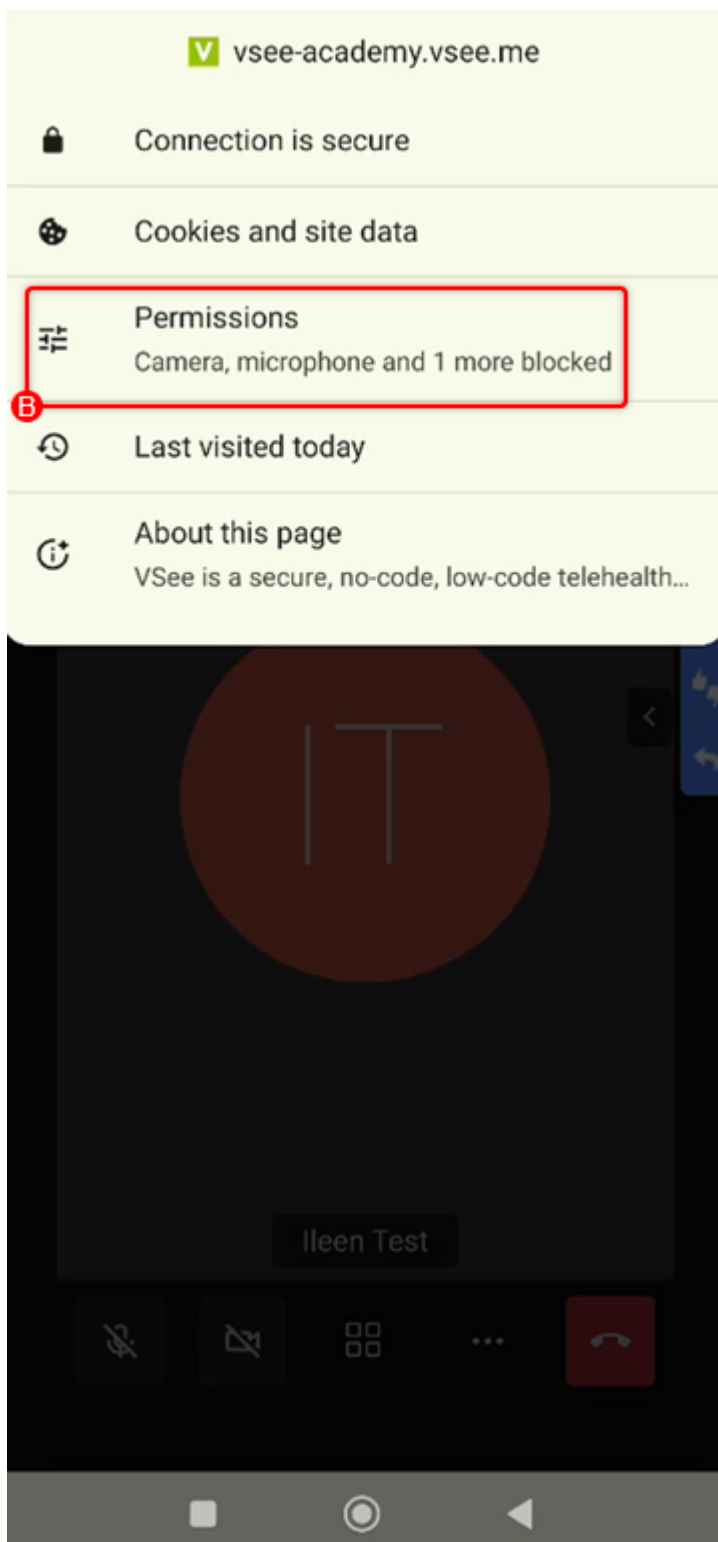 V vsee-academy.vsee.me
Connection is secure
Cookies and site data
Permissions
Camera, microphone and 1 more blocked
B
Last visited today
About this page
VSee is a secure, no-code, low-code telehealth...
IT
Ileen Test